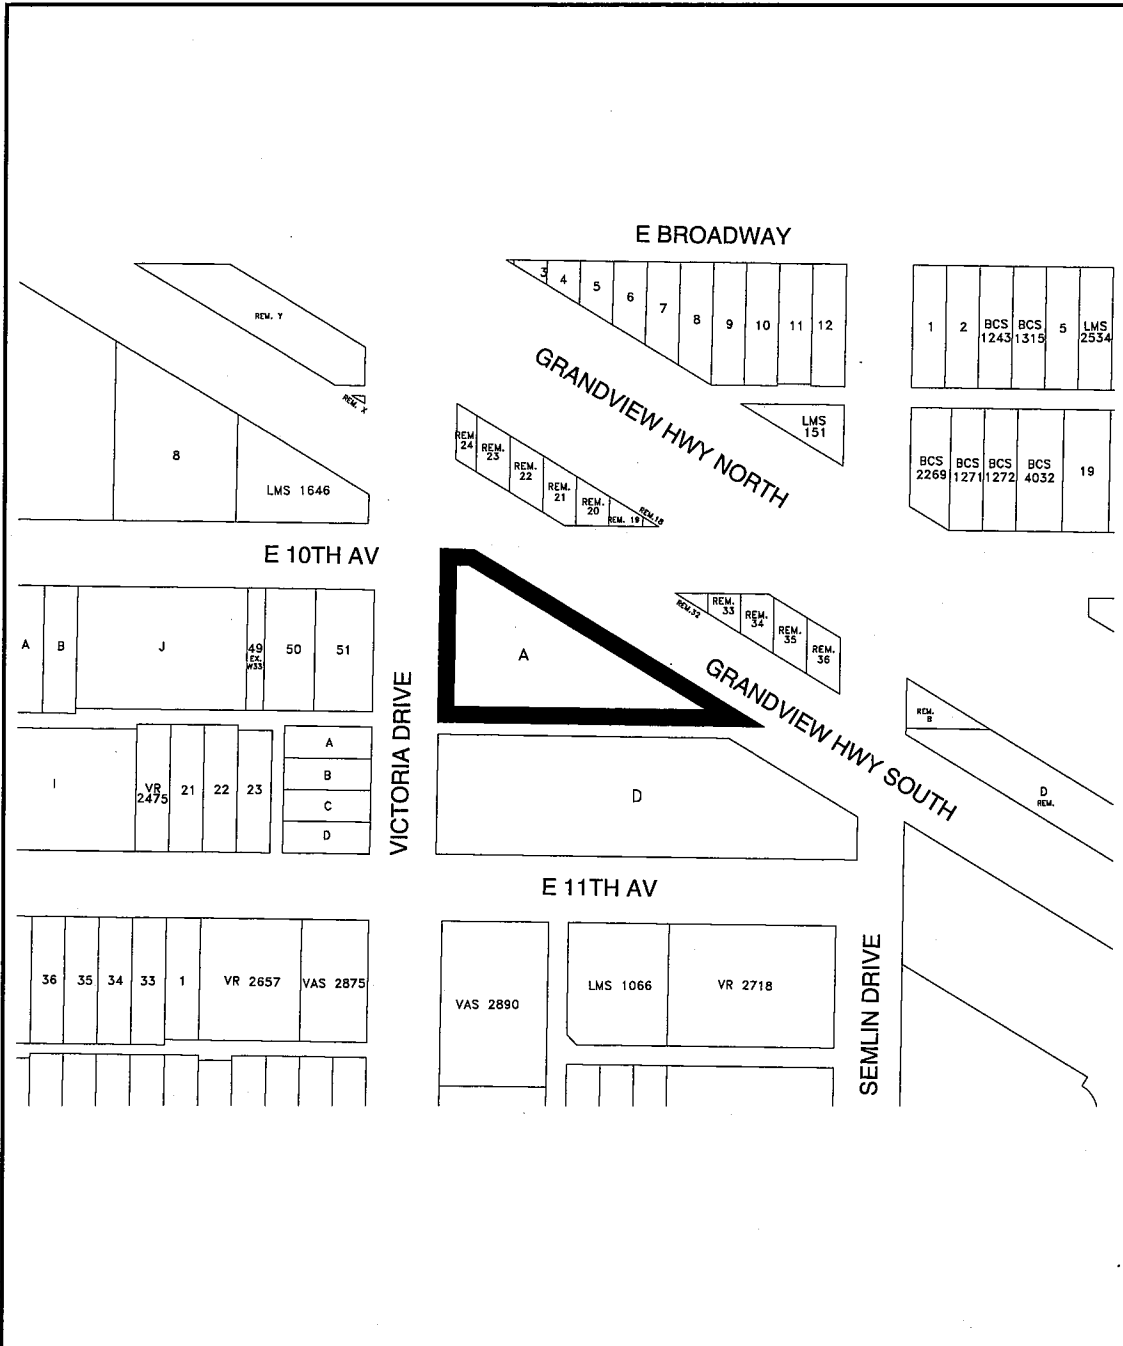 E BROADWAY
3
4
5
6
7
8
9
10
11
12
1
2
BCS
1243
BCS
1315
5
LMS
2534
REM. Y
REM. X
GRANDVIEW HWY NORTH
LMS
151
8
LMS 1646
REM.
24
REM.
23
REM.
22
REM.
21
REM.
20
REM. 19
REM.18
BCS
2269
BCS
1271
BCS
1272
BCS
4032
19
E 10TH AV
A
B
J
49
EX.
W33
50
51
A
REM.32
REM.
33
REM.
34
REM.
35
REM.
36
GRANDVIEW HWY SOUTH
VICTORIA DRIVE
REM.
B
I
VR
2475
21
22
23
A
B
C
D
D
D
REM.
E 11TH AV
36
35
34
33
1
VR 2657
VAS 2875
VAS 2890
LMS 1066
VR 2718
SEMLIN DRIVE